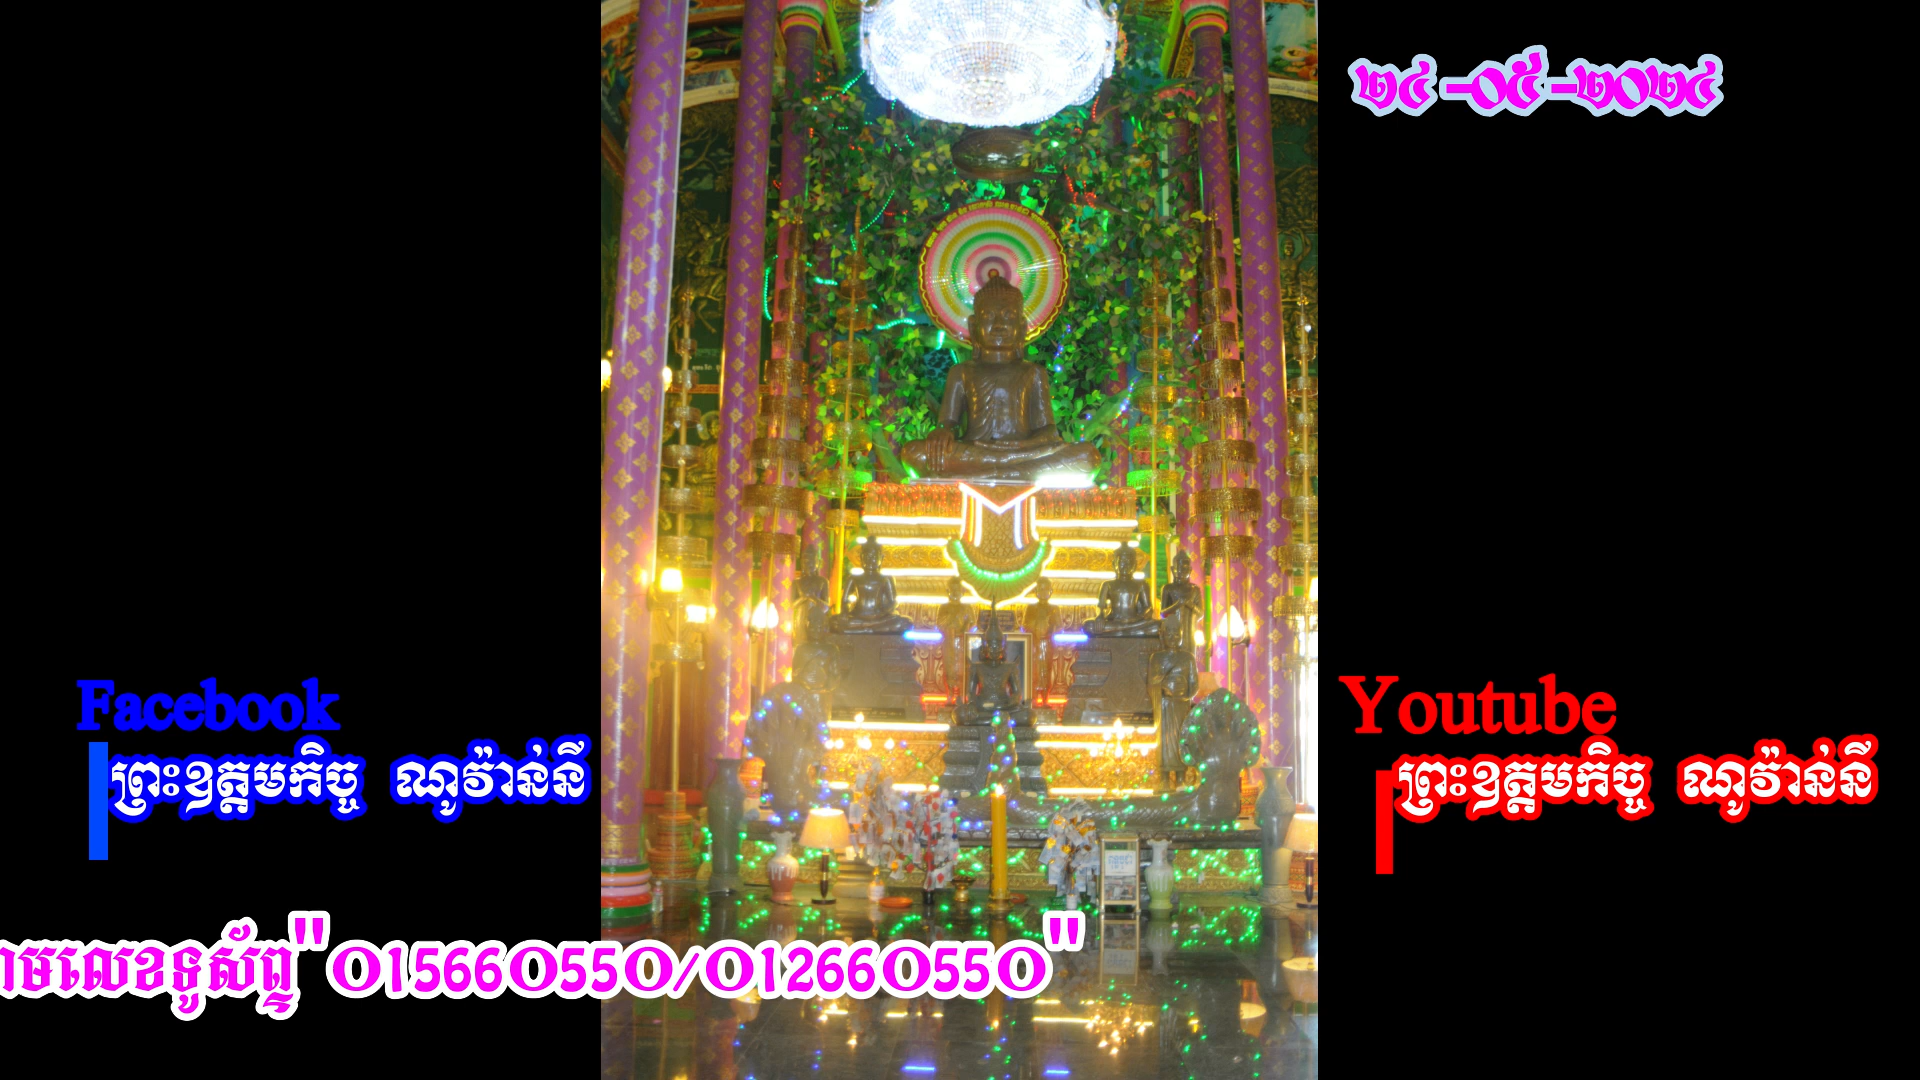 ២៤-០៥-២០២៤
Facebook
ព្រះឧត្តមកិច្ច ណូវ៉ាន់នី
Youtube
ព្រះឧត្តមកិច្ច ណូវ៉ាន់នី
ាមលេខទូរស័ព្ទ"015660550/012660550"